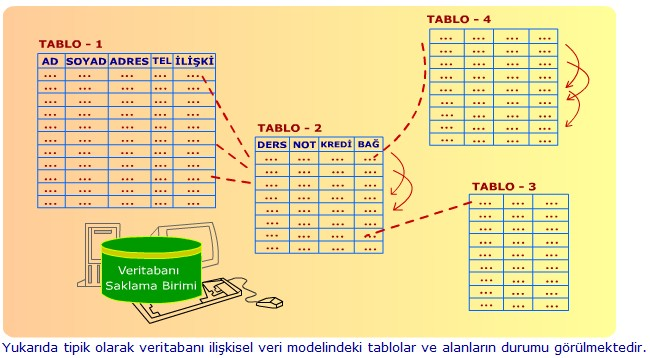 TABLO - 1
AD SOYAD ADRES TEL İLİŞKİ
... ... ... ... ...
... ... ... ... ...
... ... ... ... ...
... ... ... ... ...
... ... ... ... ...
... ... ... ... ...
... ... ... ... ...
... ... ... ... ...
... ... ... ... ...
... ... ... ... ...
... ... ... ... ...
TABLO - 2
DERS NOT KREDİ BAĞ
... ... ... ...
... ... ... ...
... ... ... ...
... ... ... ...
... ... ... ...
... ... ... ...
... ... ... ...
... ... ... ...
TABLO - 4
... ... ... ...
... ... ... ...
... ... ... ...
... ... ... ...
... ... ... ...
... ... ... ...
... ... ... ...
... ... ... ...
... ... ... ...
TABLO - 3
... ... ...
... ... ...
... ... ...
... ... ...
... ... ...
... ... ...
... ... ...
... ... ...
... ... ...
Veritabanı
Saklama Birimi
Yukarıda tipik olarak veritabanı ilişkisel veri modelindeki tablolar ve alanların durumu görülmektedir.